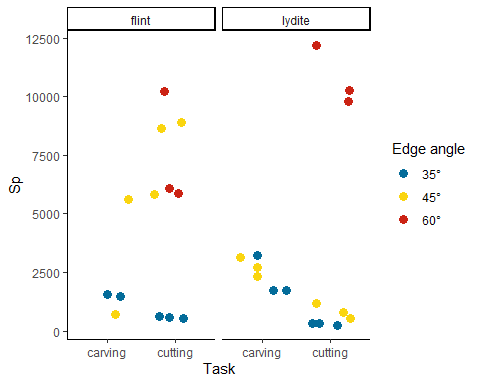 flint lydite
12500
10000
7500
5000
2500
0
Sp
carving cutting carving cutting
Task
Edge angle
35°
45°
60°